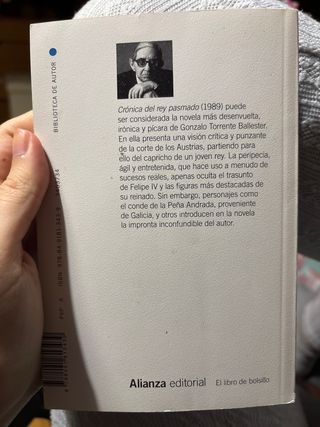 BIBLIOTECA DE AUTOR
Crónica del rey pasmado (1989) puede
ser considerada la novela más desenvuelta,
irónica y pícara de Gonzalo Torrente Ballester.
En ella presenta una visión crítica y punzante
de la corte de los Austrias, partiendo para
ello del capricho de un joven rey. La peripecia,
ágil y entretenida, que hace uso a menudo de
sucesos reales, apenas oculta el trasunto
de Felipe IV y las figuras más destacadas de
su reinado. Sin embargo, personajes como
el conde de la Peña Andrada, proveniente
de Galicia, y otros introducen en la novela
la impronta inconfundible del autor.
Alianza editorial
El libro de bolsillo